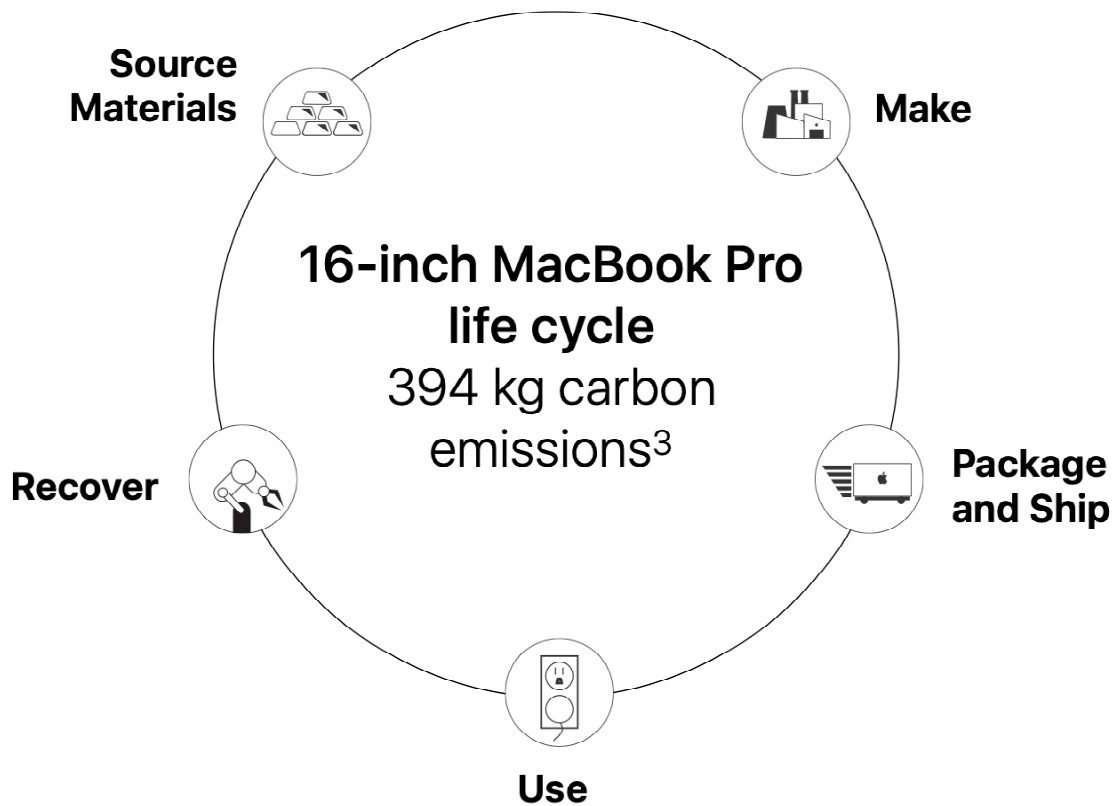 Source
Materials
Make
16-inch MacBook Pro
life cycle
394 kg carbon
emissions³
Recover
Package
and Ship
Use